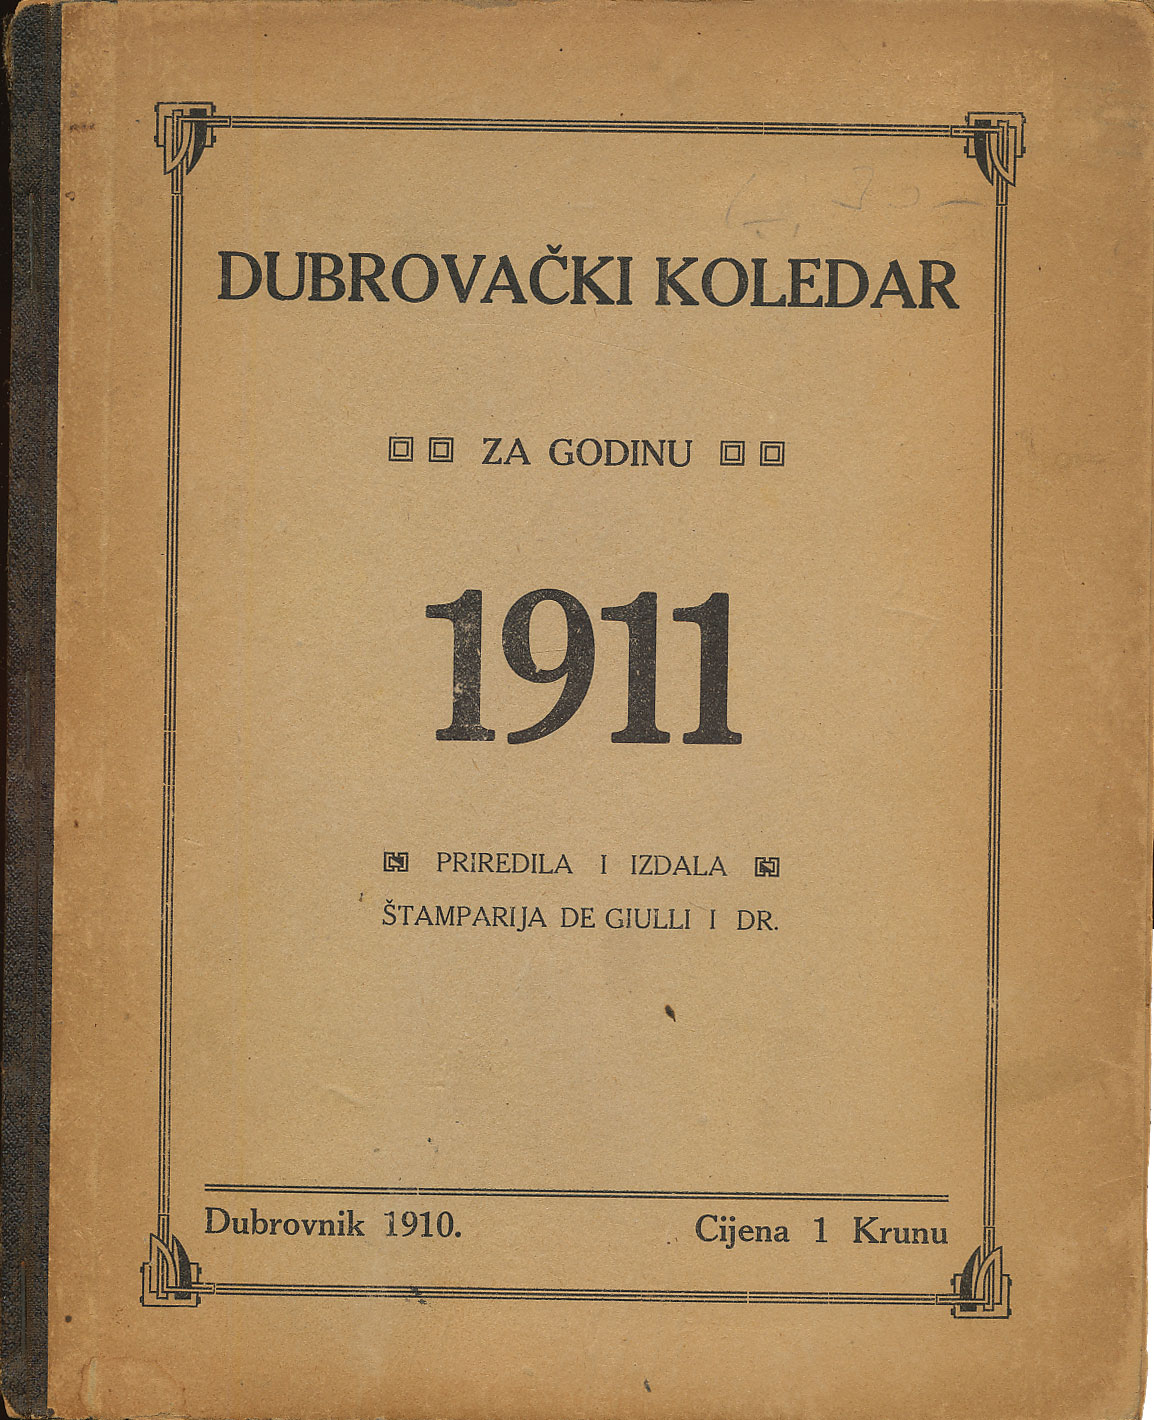 DUBROVAČKI KOLEDAR
ZA GODINU
1911
PRIREDILA I IZDALA
ŠTAMPARIJA DE GIULLI I DR.
Dubrovnik 1910. Cijena 1 Krunu